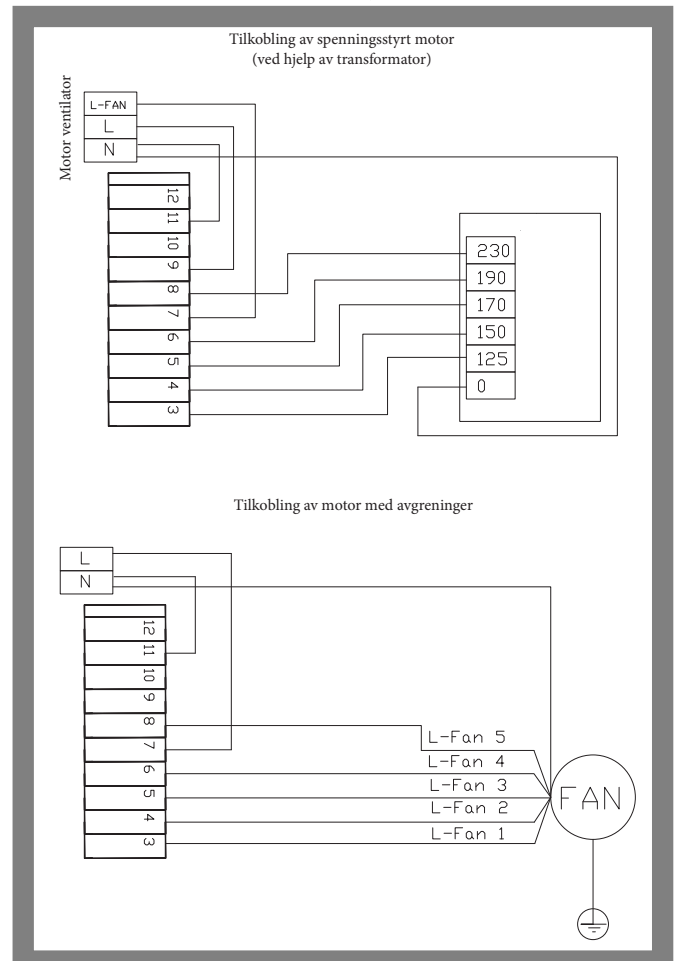 Tilkobling av spenningsstyrt motor
(ved hjelp av transformator)
Motor ventilator
L-FAN
L
N
12
11
10
9
8
7
6
5
4
3
230
190
170
150
125
0
Tilkobling av motor med avgreninger
L
N
12
11
10
9
8
7
6
5
4
3
L-Fan 5
L-Fan 4
L-Fan 3
L-Fan 2
L-Fan 1
FAN